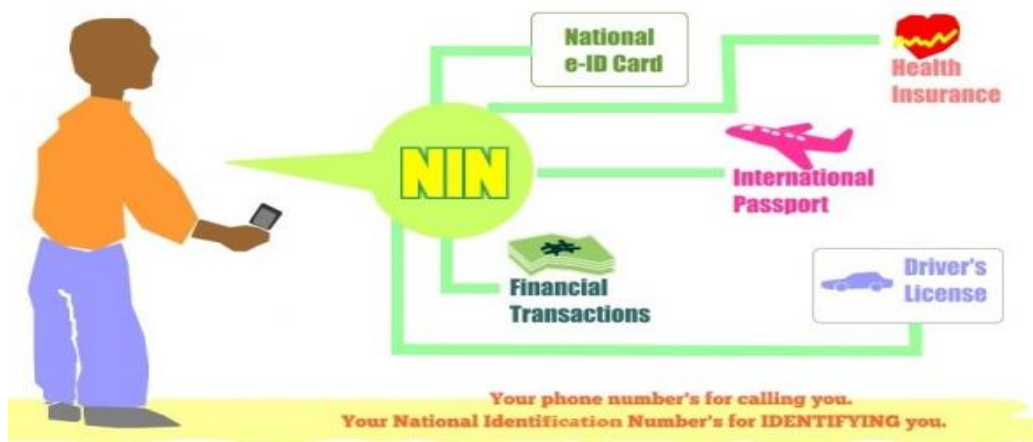 National
e-ID Card
Health
Insurance
NIN
International
Passport
Financial
Transactions
Driver's
License
Your phone number's for calling you.
Your National Identification Number's for IDENTIFYING you.